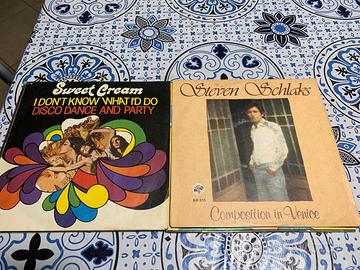 Sweet Cream
I DON'T KNOW WHAT I'D DO
DISCO DANCE AND PARTY
Steven Schlaks
Composition in Venice